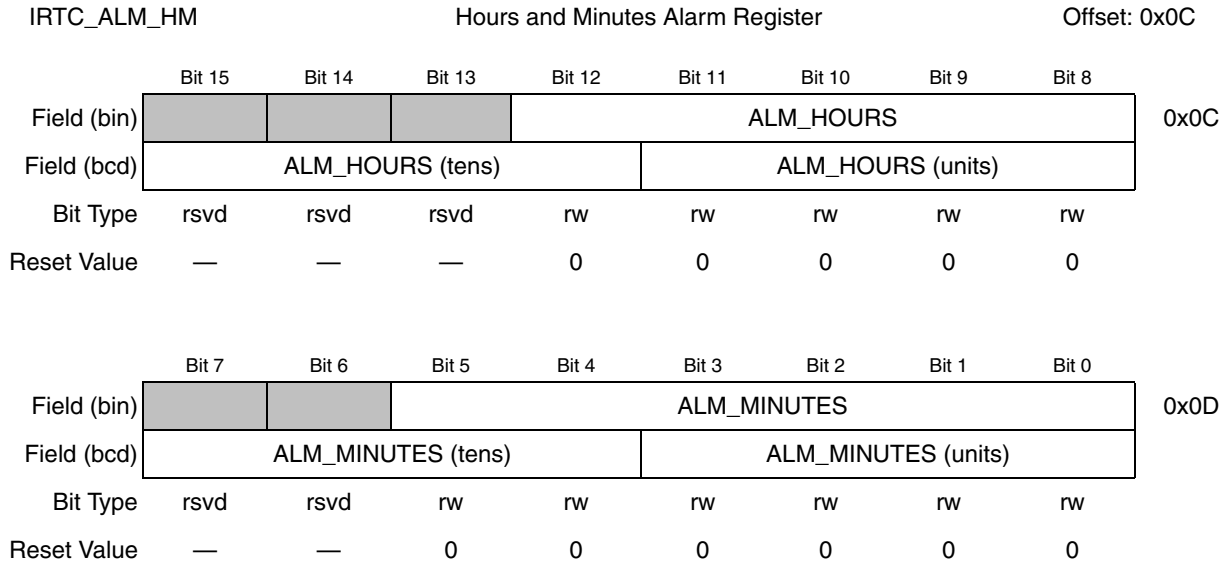 IRTC_ALM_HM Hours and Minutes Alarm Register Offset: 0x0C
Bit 15 Bit 14 Bit 13 Bit 12 Bit 11 Bit 10 Bit 9 Bit 8
Field (bin) ALM_HOURS 0x0C
Field (bcd) ALM_HOURS (tens) ALM_HOURS (units)
Bit Type rsvd rsvd rsvd rw rw rw rw rw
Reset Value — — — 0 0 0 0 0
Bit 7 Bit 6 Bit 5 Bit 4 Bit 3 Bit 2 Bit 1 Bit 0
Field (bin) ALM_MINUTES 0x0D
Field (bcd) ALM_MINUTES (tens) ALM_MINUTES (units)
Bit Type rsvd rsvd rw rw rw rw rw rw
Reset Value — — 0 0 0 0 0 0